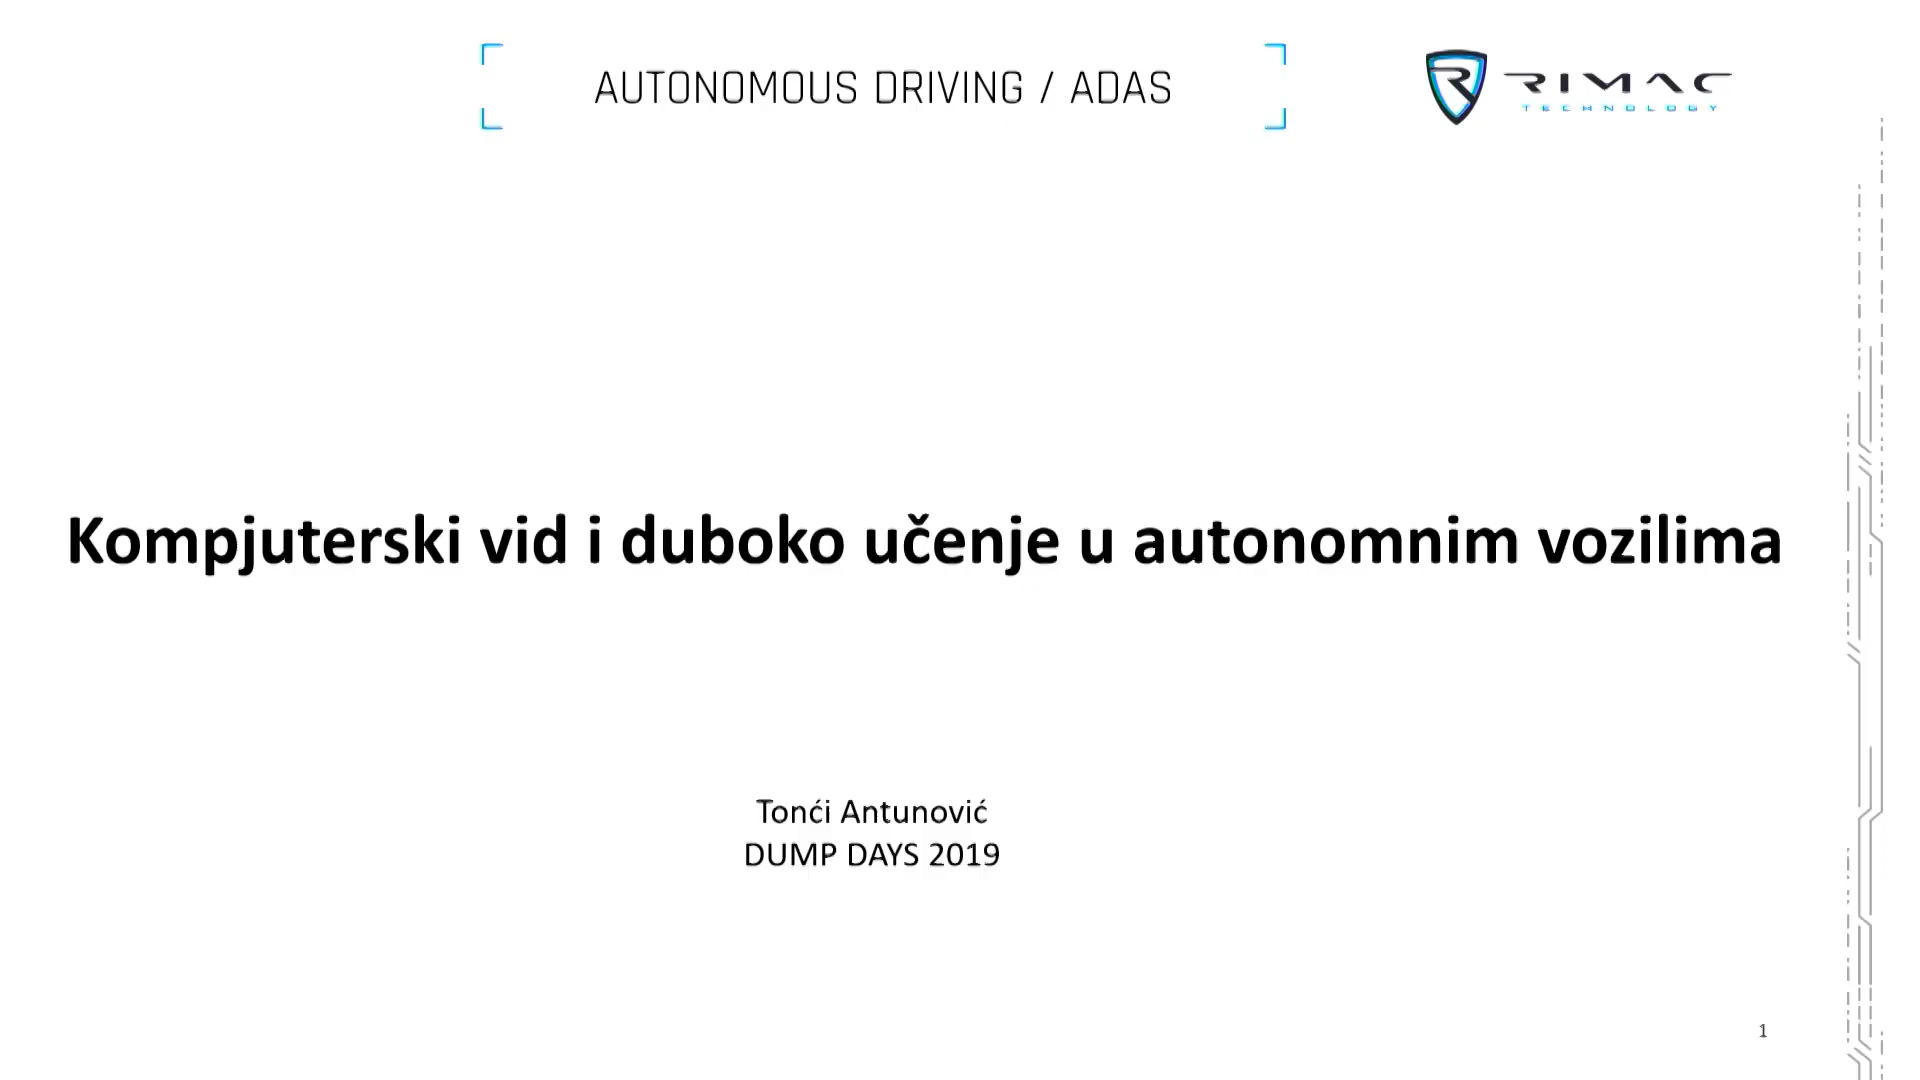 AUTONOMOUS DRIVING / ADAS
RIMAC
TECHNOLOGY
Kompjuterski vid i duboko učenje u autonomnim vozilima
Tonći Antunović
DUMP DAYS 2019
1